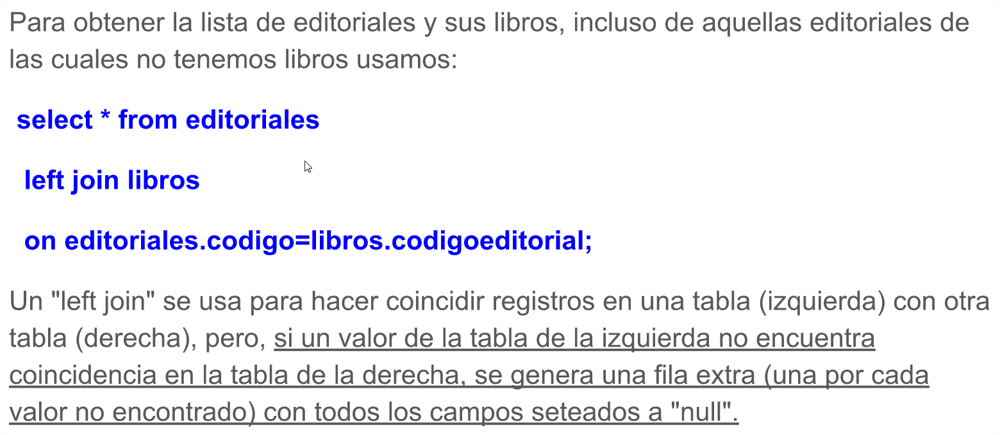 Para obtener la lista de editoriales y sus libros, incluso de aquellas editoriales de
las cuales no tenemos libros usamos:
select * from editoriales
left join libros
on editoriales.codigo=libros.codigoeditorial;
Un "left join" se usa para hacer coincidir registros en una tabla (izquierda) con otra
tabla (derecha), pero, si un valor de la tabla de la izquierda no encuentra
coincidencia en la tabla de la derecha, se genera una fila extra (una por cada
valor no encontrado) con todos los campos seteados a "null".